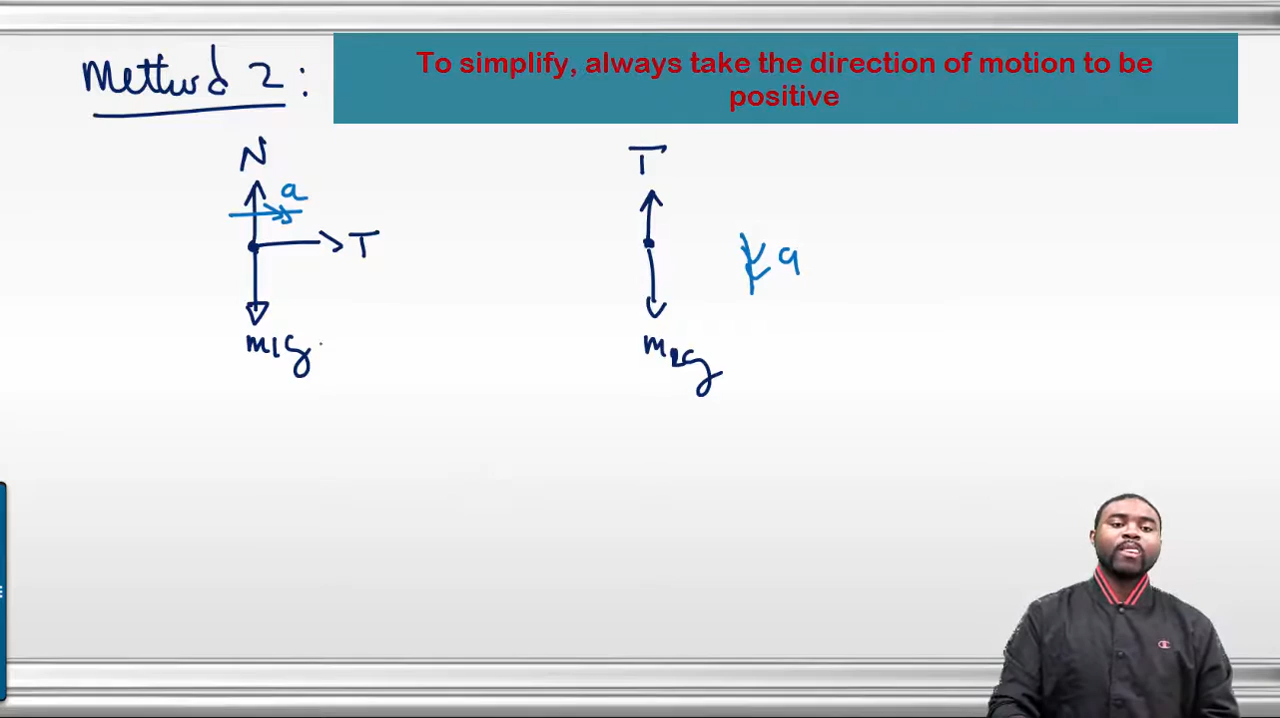 Method 2:
To simplify, always take the direction of motion to be
positive
N
a
T
m1g
T
a
m2g